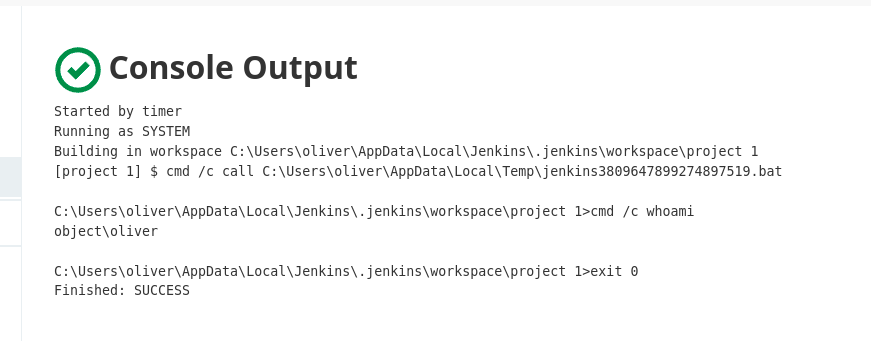 Console Output
Started by timer
Running as SYSTEM
Building in workspace C:\Users\oliver\AppData\Local\Jenkins\.jenkins\workspace\project 1
[project 1] $ cmd /c call C:\Users\oliver\AppData\Local\Temp\jenkins3809647899274897519.bat
C:\Users\oliver\AppData\Local\Jenkins\.jenkins\workspace\project 1>cmd /c whoami
object\oliver
C:\Users\oliver\AppData\Local\Jenkins\.jenkins\workspace\project 1>exit 0
Finished: SUCCESS